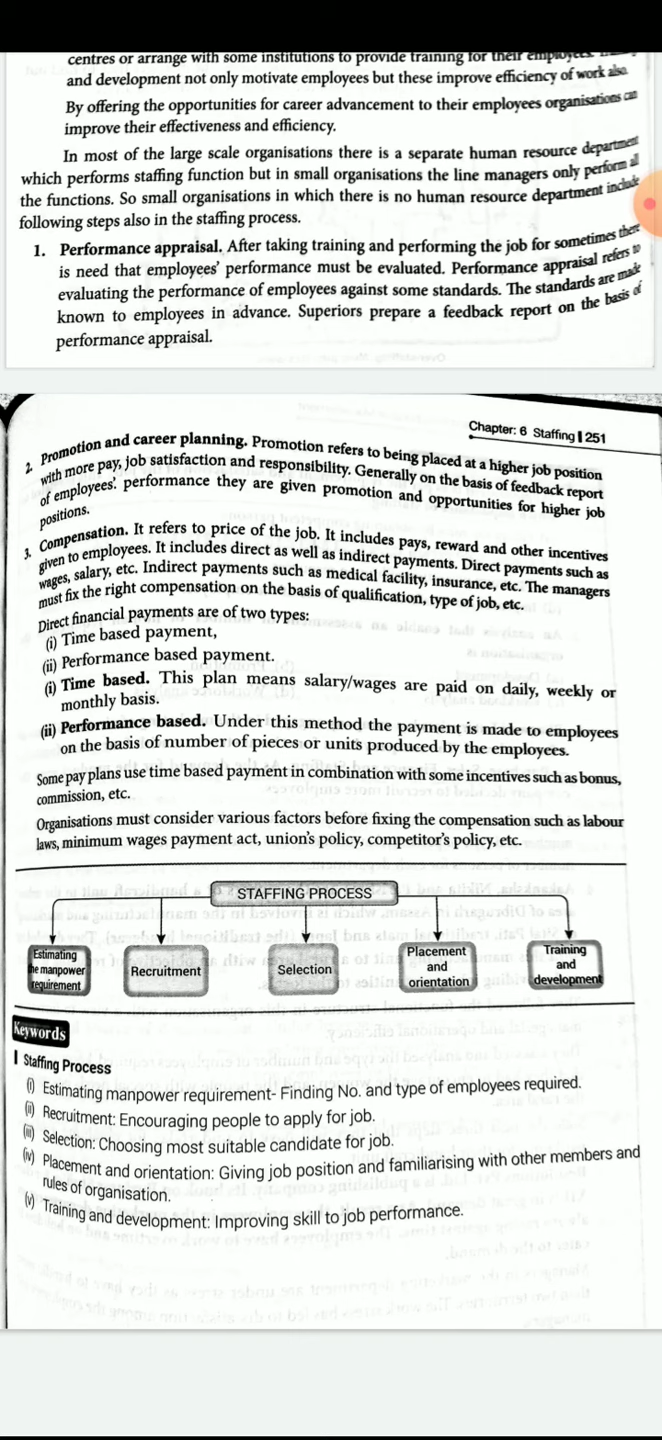 centres or arrange with some institutions to provide training for their employees.
and development not only motivate employees but these improve efficiency of work also.
By offering the opportunities for career advancement to their employees organisations can
improve their effectiveness and efficiency.
In most of the large scale organisations there is a separate human resource department
which performs staffing function but in small organisations the line managers only perform all
the functions. So small organisations in which there is no human resource department include
following steps also in the staffing process.
1. Performance appraisal. After taking training and performing the job for sometimes there
is need that employees' performance must be evaluated. Performance appraisal refers to
evaluating the performance of employees against some standards. The standards are made
known to employees in advance. Superiors prepare a feedback report on the basis of
performance appraisal.
Chapter: 6 Staffing | 251
2. Promotion and career planning. Promotion refers to being placed at a higher job position
with more pay, job satisfaction and responsibility. Generally on the basis of feedback report
of employees'. performance they are given promotion and opportunities for higher job
positions.
3. Compensation. It refers to price of the job. It includes pays, reward and other incentives
given to employees. It includes direct as well as indirect payments. Direct payments such as
wages, salary, etc. Indirect payments such as medical facility, insurance, etc. The managers
must fix the right compensation on the basis of qualification, type of job, etc.
Direct financial payments are of two types:
(i) Time based payment,
(ii) Performance based payment.
(i) Time based. This plan means salary/wages are paid on daily, weekly or
monthly basis.
(ii) Performance based. Under this method the payment is made to employees
on the basis of number of pieces or units produced by the employees.
Some pay plans use time based payment in combination with some incentives such as bonus,
commission, etc.
Organisations must consider various factors before fixing the compensation such as labour
laws, minimum wages payment act, union's policy, competitor's policy, etc.
STAFFING PROCESS
Estimating
the manpower
requirement
Recruitment
Selection
Placement
and
orientation
Training
and
development
Keywords
Staffing Process
(i) Estimating manpower requirement- Finding No. and type of employees required.
(ii) Recruitment: Encouraging people to apply for job.
(iii) Selection: Choosing most suitable candidate for job.
(iv) Placement and orientation: Giving job position and familiarising with other members and
rules of organisation.
(v) Training and development: Improving skill to job performance.